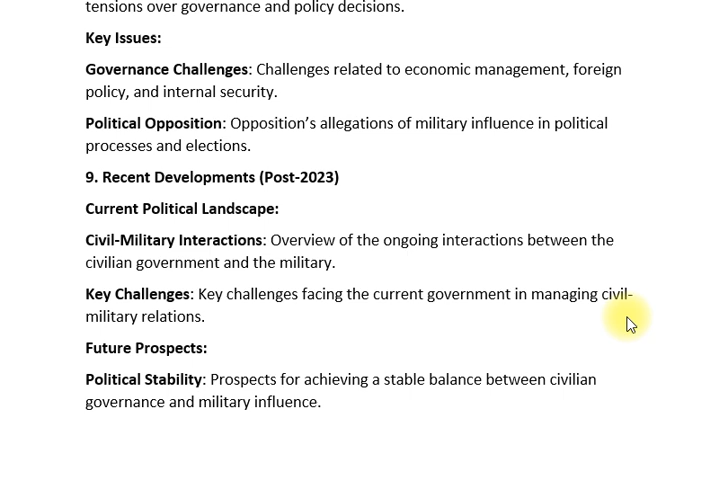 tensions over governance and policy decisions.
Key Issues:
Governance Challenges: Challenges related to economic management, foreign
policy, and internal security.
Political Opposition: Opposition’s allegations of military influence in political
processes and elections.
9. Recent Developments (Post-2023)
Current Political Landscape:
Civil-Military Interactions: Overview of the ongoing interactions between the
civilian government and the military.
Key Challenges: Key challenges facing the current government in managing civil-
military relations.
Future Prospects:
Political Stability: Prospects for achieving a stable balance between civilian
governance and military influence.